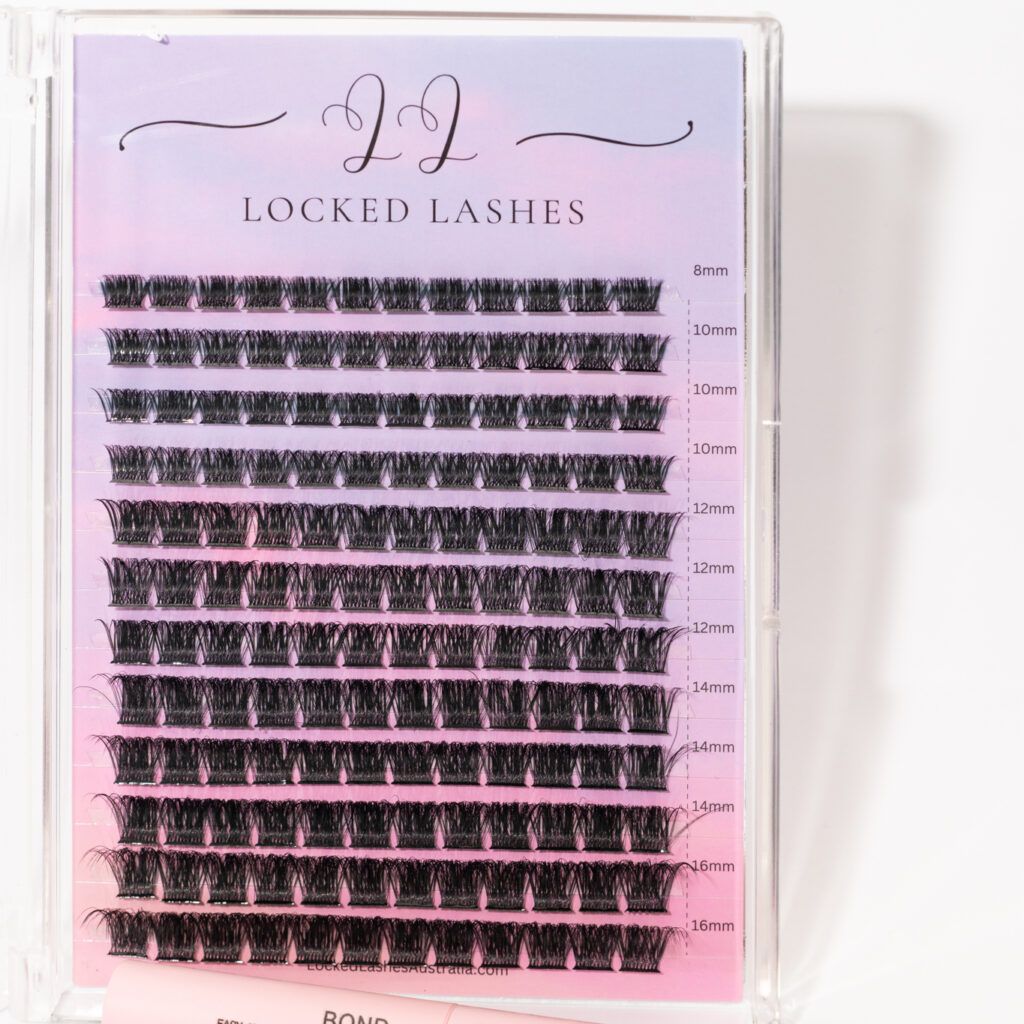 LL
LOCKED LASHES
8mm
10mm
10mm
10mm
12mm
12mm
12mm
14mm
14mm
14mm
16mm
16mm
LockedLashesAustralia.com
BOND